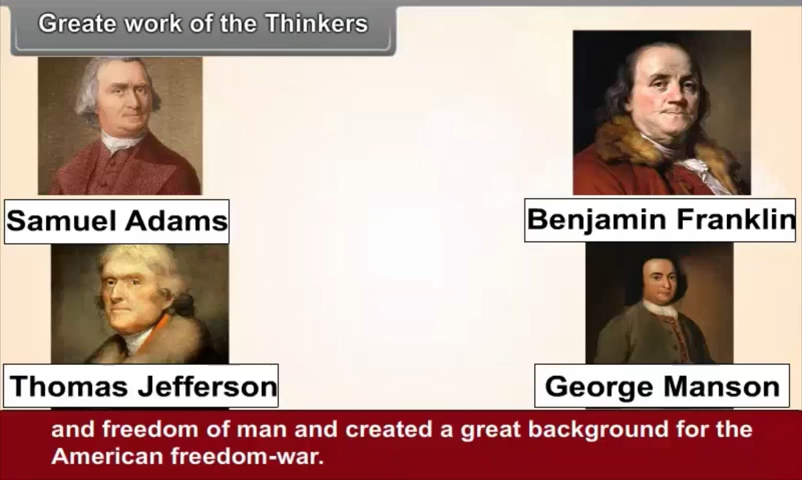 Greate work of the Thinkers
Samuel Adams
Benjamin Franklin
Thomas Jefferson
George Manson
and freedom of man and created a great background for the
American freedom-war.